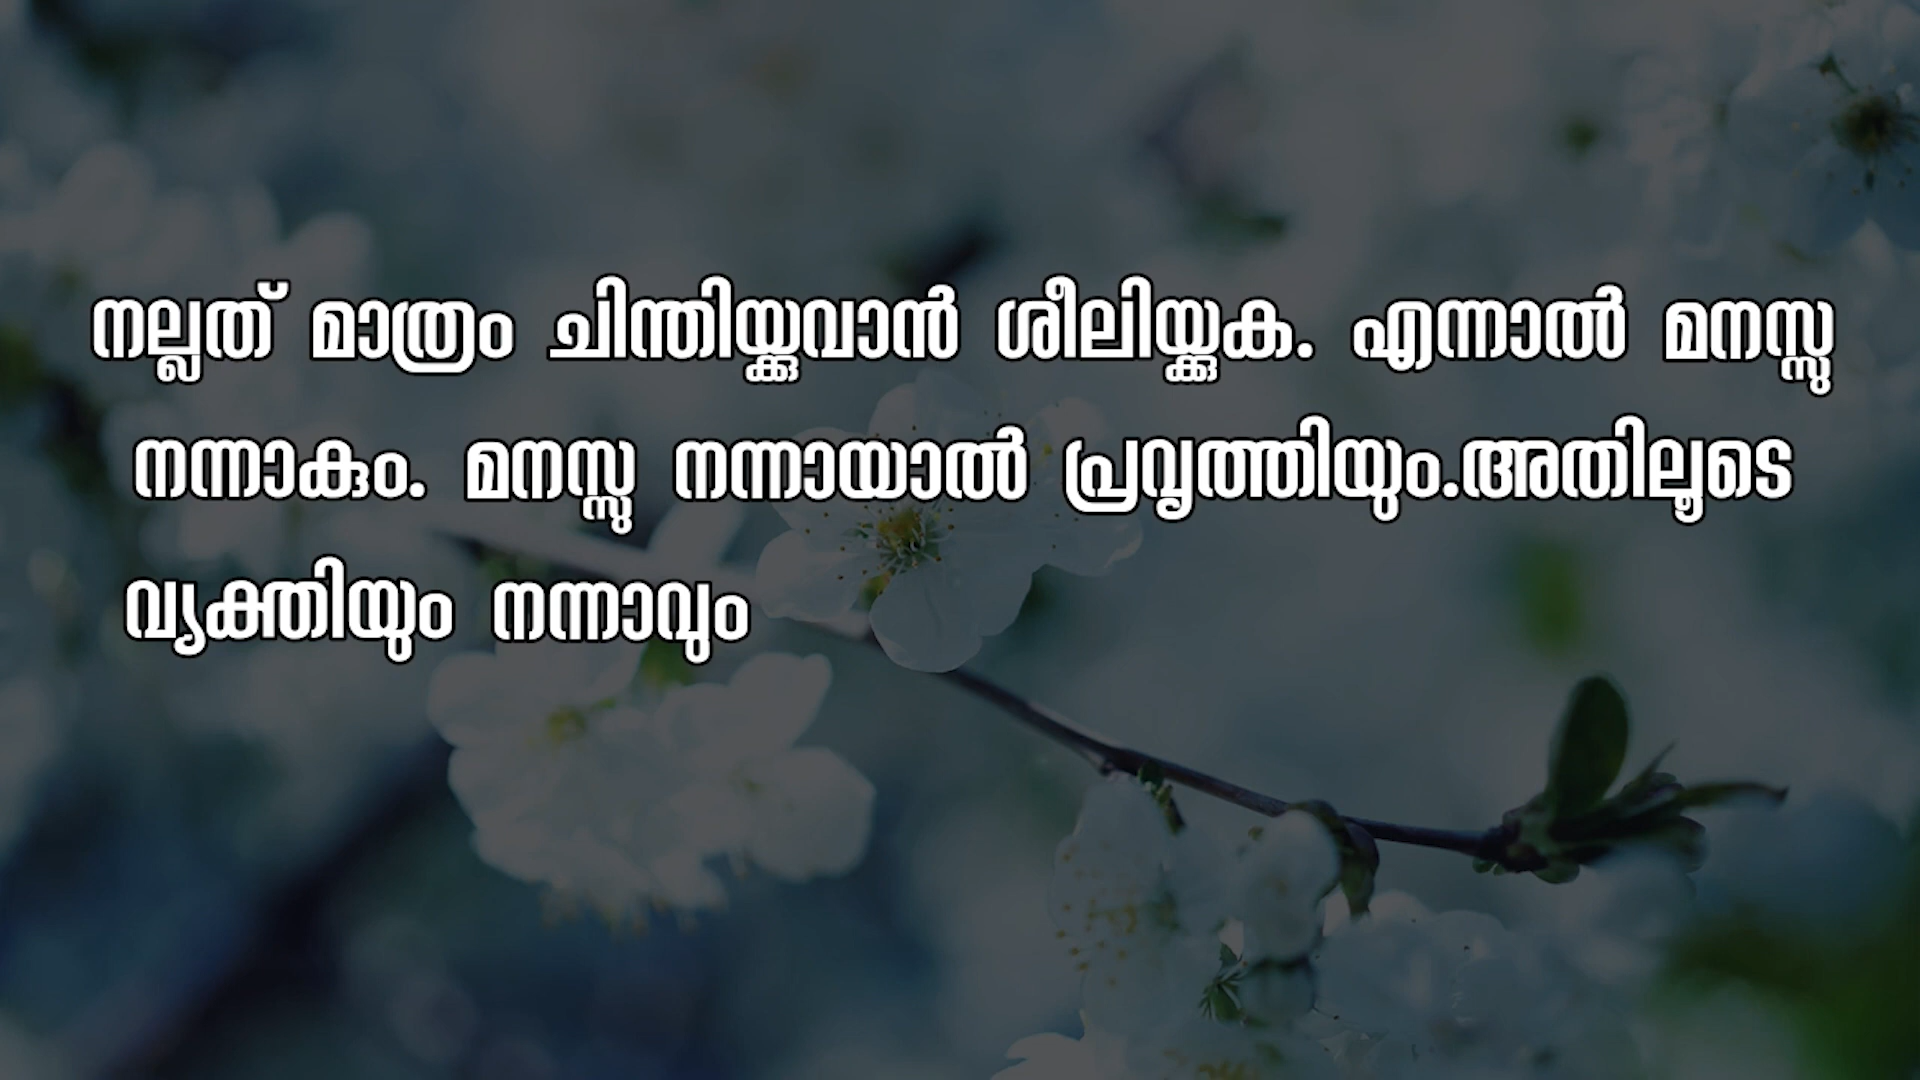 നല്ലത് മാത്രം ചിന്തിയ്ക്കുവാൻ ശീലിയ്ക്കുക. എന്നാൽ മനസ്സു
നന്നാകും. മനസ്സു നന്നായാൽ പ്രവൃത്തിയും.അതിലൂടെ
വ്യക്തിയും നന്നാവും